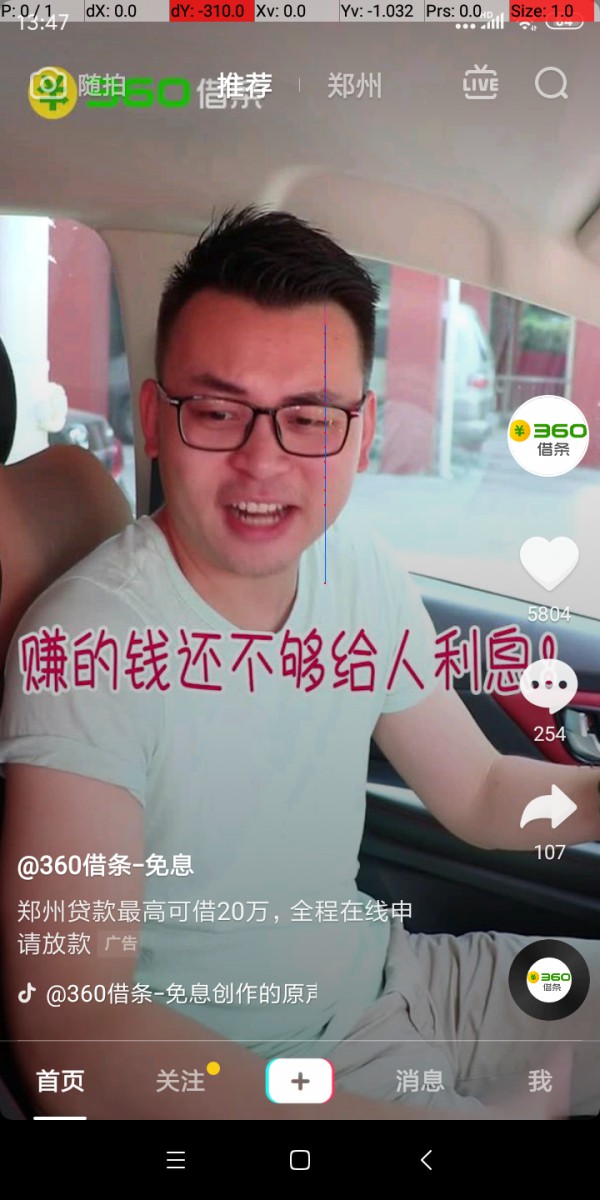 P: 0 / 1 dX: 0.0 dY: -310.0 Xv: 0.0 Yv: -1.032 Prs: 0.0 Size: 1.0
13:47 HD 64
随拍 360借条 推荐 郑州 LIVE
360
借条
5804
赚的钱还不够给人利息！
254
107
@360借条-免息
郑州贷款最高可借20万，全程在线申
请放款 广告
@360借条-免息创作的原声
360
借条
首页 关注 消息 我